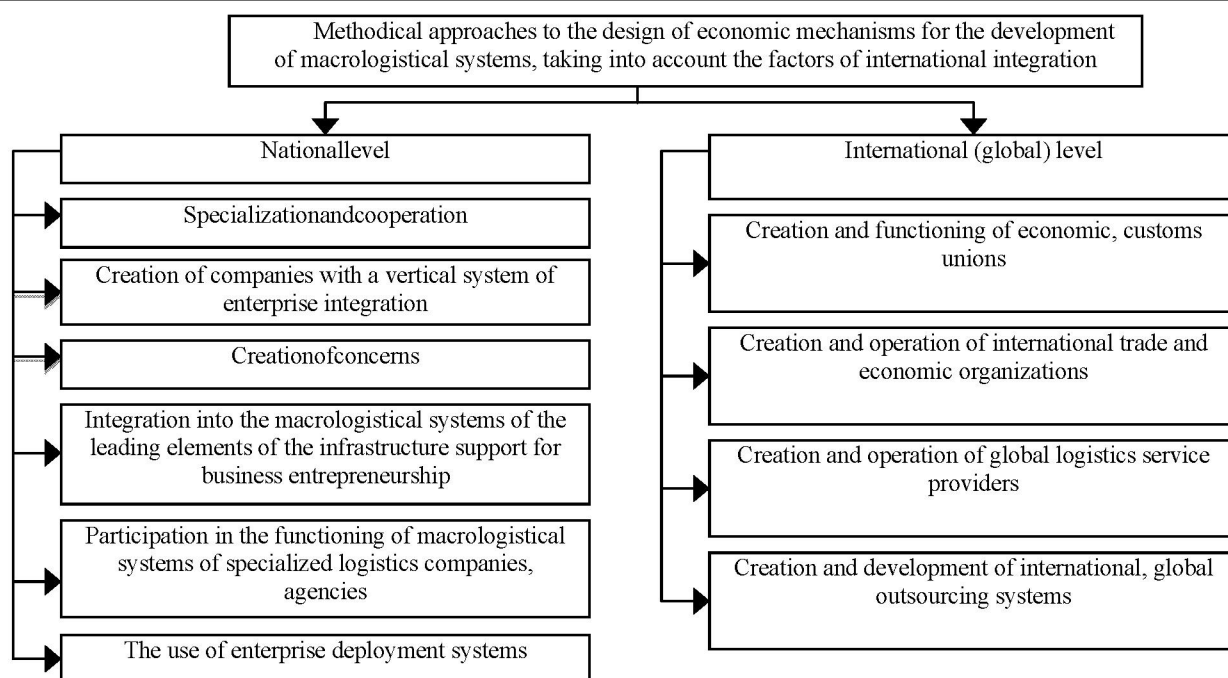 Methodical approaches to the design of economic mechanisms for the development
of macrologistical systems, taking into account the factors of international integration
Nationallevel
Specializationandcooperation
Creation of companies with a vertical system of
enterprise integration
Creationofconcerns
Integration into the macrologistical systems of the
leading elements of the infrastructure support for
business entrepreneurship
Participation in the functioning of macrologistical
systems of specialized logistics companies,
agencies
The use of enterprise deployment systems
International (global) level
Creation and functioning of economic, customs
unions
Creation and operation of international trade and
economic organizations
Creation and operation of global logistics service
providers
Creation and development of international, global
outsourcing systems